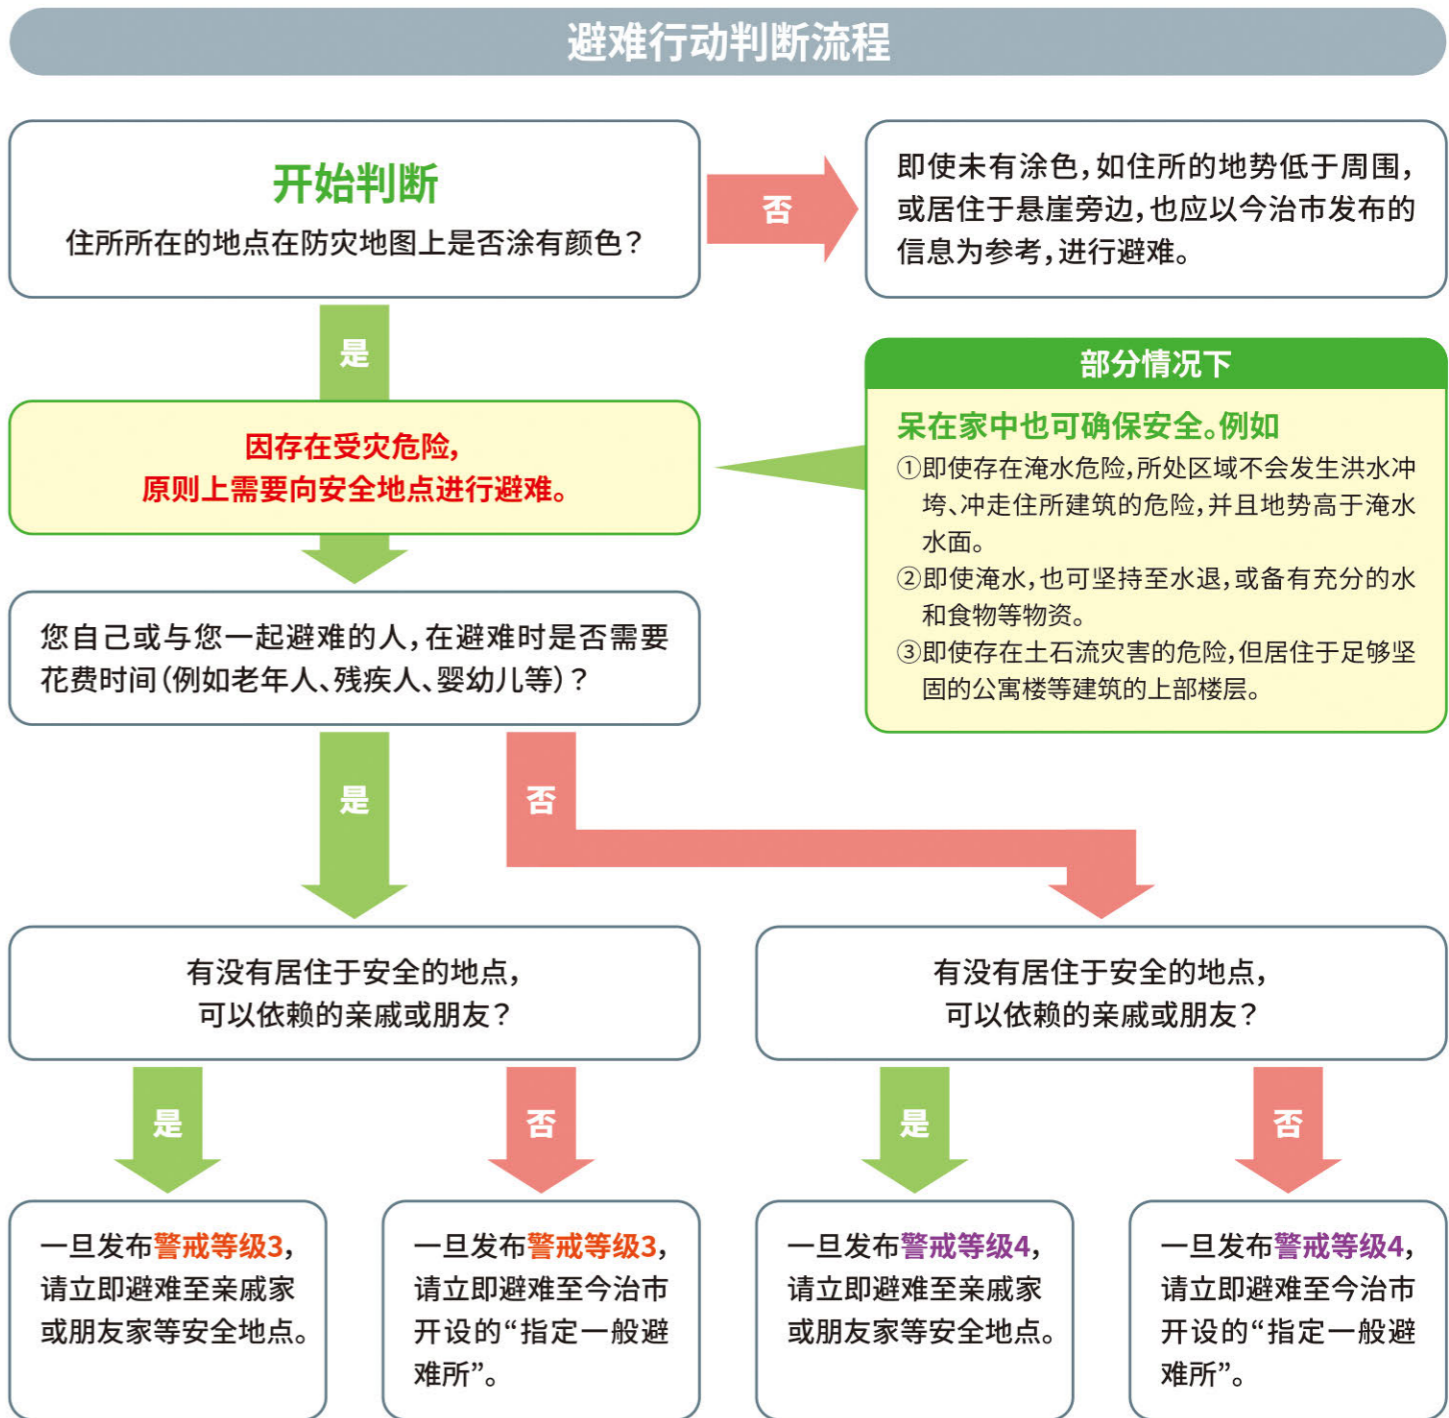 避难行动判断流程
开始判断
住所所在的地点在防灾地图上是否涂有颜色？
否
即使未有涂色，如住所的地势低于周围，
或居住于悬崖旁边，也应以今治市发布的
信息为参考，进行避难。
是
因存在受灾危险，
原则上需要向安全地点进行避难。
部分情况下
呆在家中也可确保安全。例如
①即使存在淹水危险，所处区域不会发生洪水冲
垮、冲走住所建筑的危险，并且地势高于淹水
水面。
②即使淹水，也可坚持至水退，或备有充分的水
和食物等物资。
③即使存在土石流灾害的危险，但居住于足够坚
固的公寓楼等建筑的上部楼层。
您自己或与您一起避难的人，在避难时是否需要
花费时间（例如老年人、残疾人、婴幼儿等）？
是
否
有没有居住于安全的地点，
可以依赖的亲戚或朋友？
有没有居住于安全的地点，
可以依赖的亲戚或朋友？
是
否
是
否
一旦发布警戒等级3，
请立即避难至亲戚家
或朋友家等安全地点。
一旦发布警戒等级3，
请立即避难至今治市
开设的“指定一般避
难所”。
一旦发布警戒等级4，
请立即避难至亲戚家
或朋友家等安全地点。
一旦发布警戒等级4，
请立即避难至今治市
开设的“指定一般避
难所”。